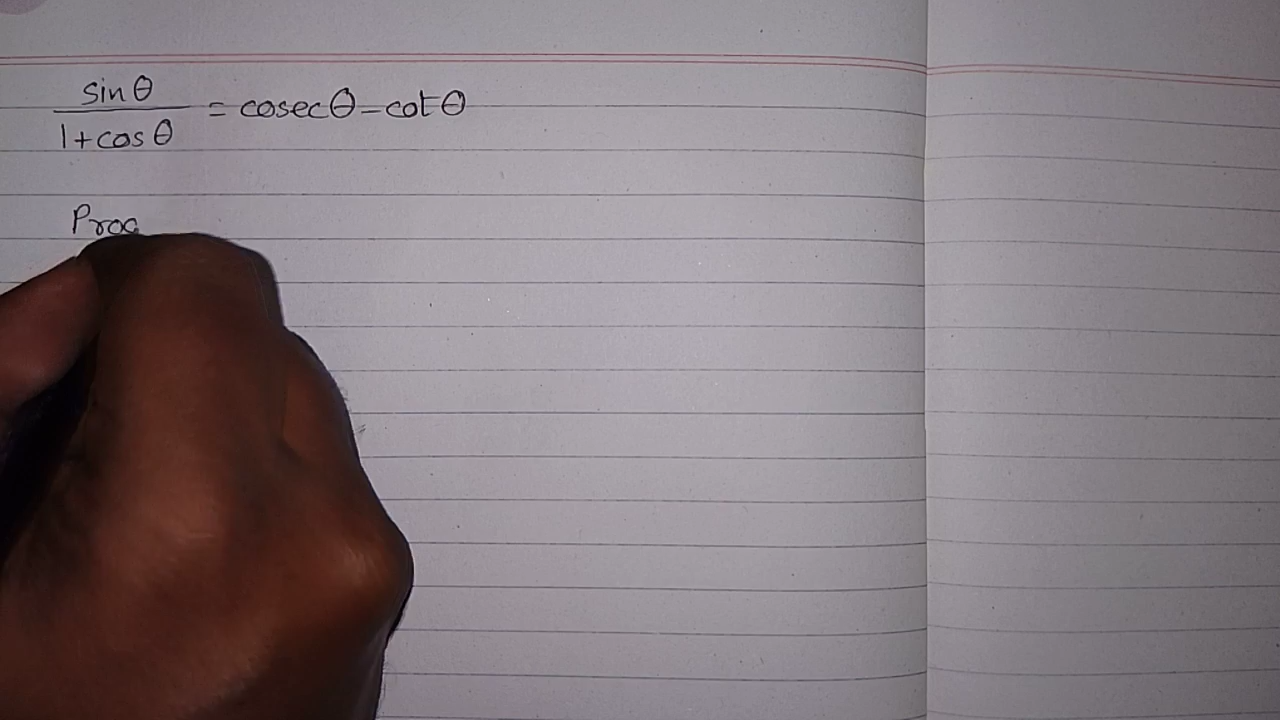 sinθ
――― = cosecθ – cotθ
1+cosθ
Proo